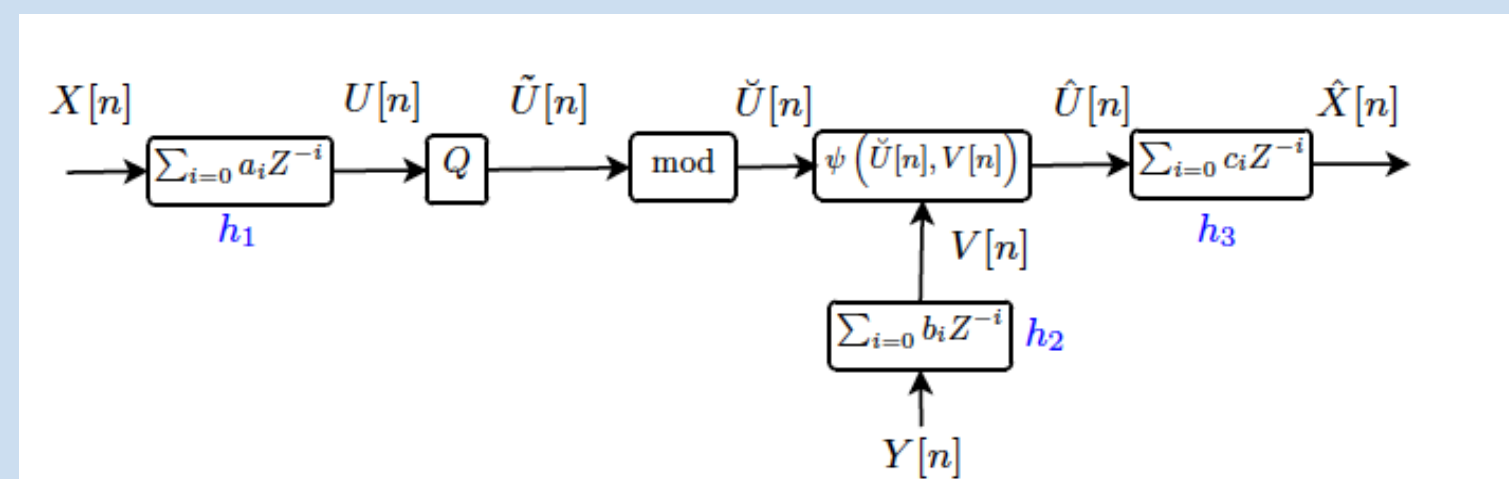 X[n] U[n] Ũ[n] Ŭ[n] Û[n] X̂[n]
∑_{i=0} a_i Z^{-i} Q mod ψ(Ŭ[n], V[n]) ∑_{i=0} c_i Z^{-i}
h_1 h_3
V[n]
∑_{i=0} b_i Z^{-i} h_2
Y[n]